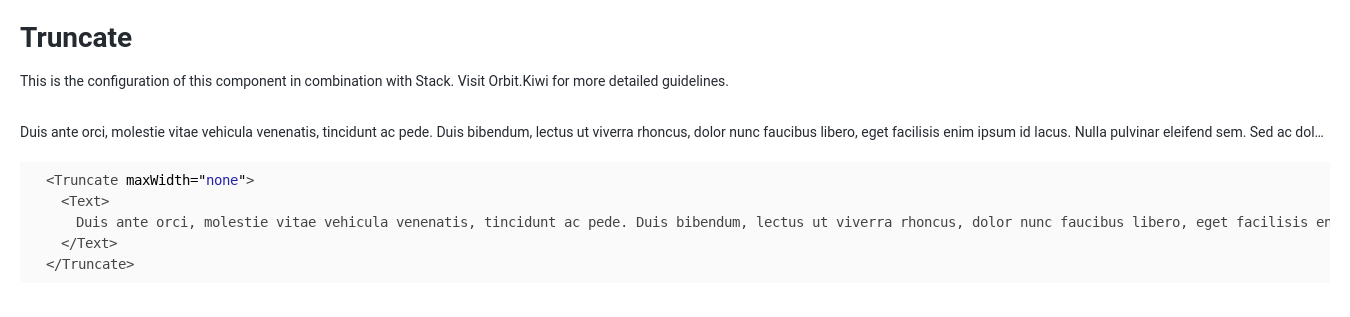 Truncate
This is the configuration of this component in combination with Stack. Visit Orbit.Kiwi for more detailed guidelines.
Duis ante orci, molestie vitae vehicula venenatis, tincidunt ac pede. Duis bibendum, lectus ut viverra rhoncus, dolor nunc faucibus libero, eget facilisis enim ipsum id lacus. Nulla pulvinar eleifend sem. Sed ac dol…
<Truncate maxWidth="none">
<Text>
Duis ante orci, molestie vitae vehicula venenatis, tincidunt ac pede. Duis bibendum, lectus ut viverra rhoncus, dolor nunc faucibus libero, eget facilisis en
</Text>
</Truncate>